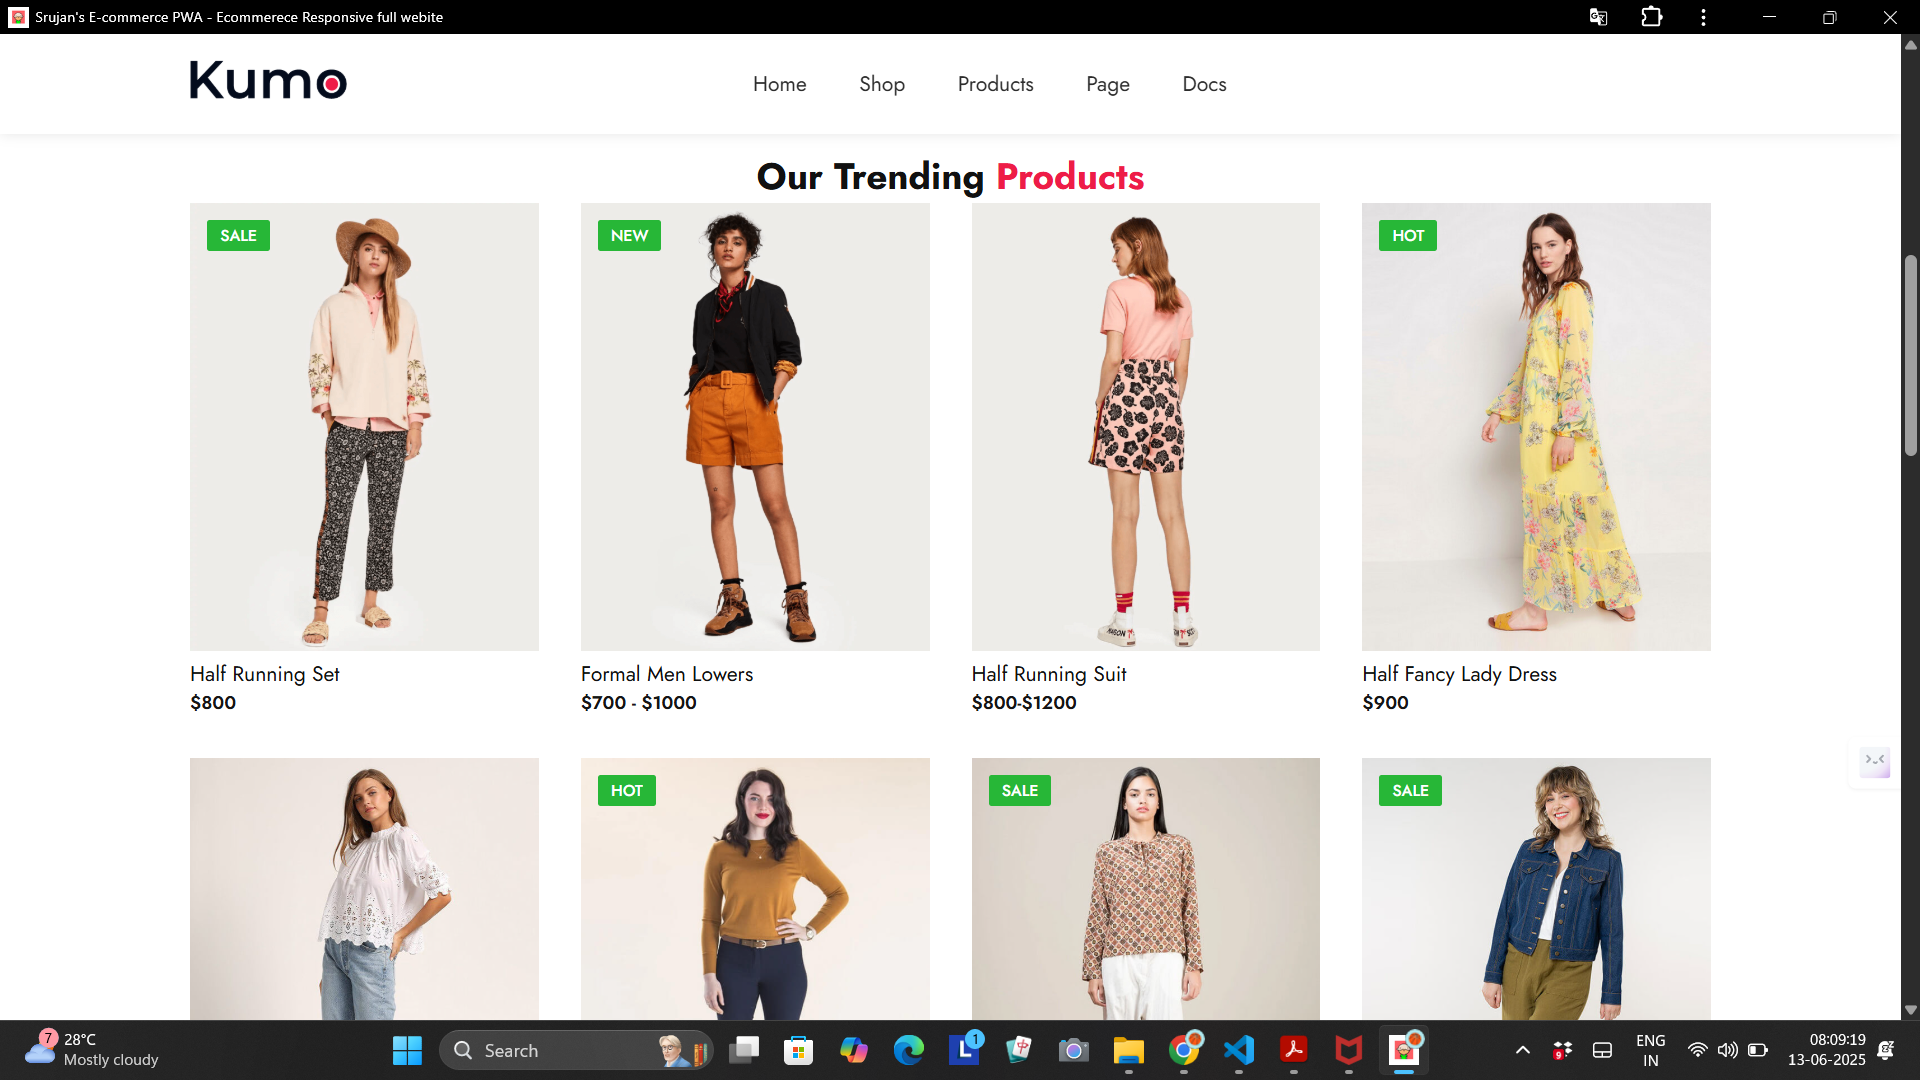 Srujan's E-commerce PWA - Ecommerece Responsive full webite
Kumo
Home Shop Products Page Docs
Our Trending Products
SALE NEW HOT
MAISON
Half Running Set Formal Men Lowers Half Running Suit Half Fancy Lady Dress
$800 $700 - $1000 $800-$1200 $900
HOT SALE SALE
7 28°C
Mostly cloudy
Search
L 1
9
ENG
IN
08:09:19
13-06-2025